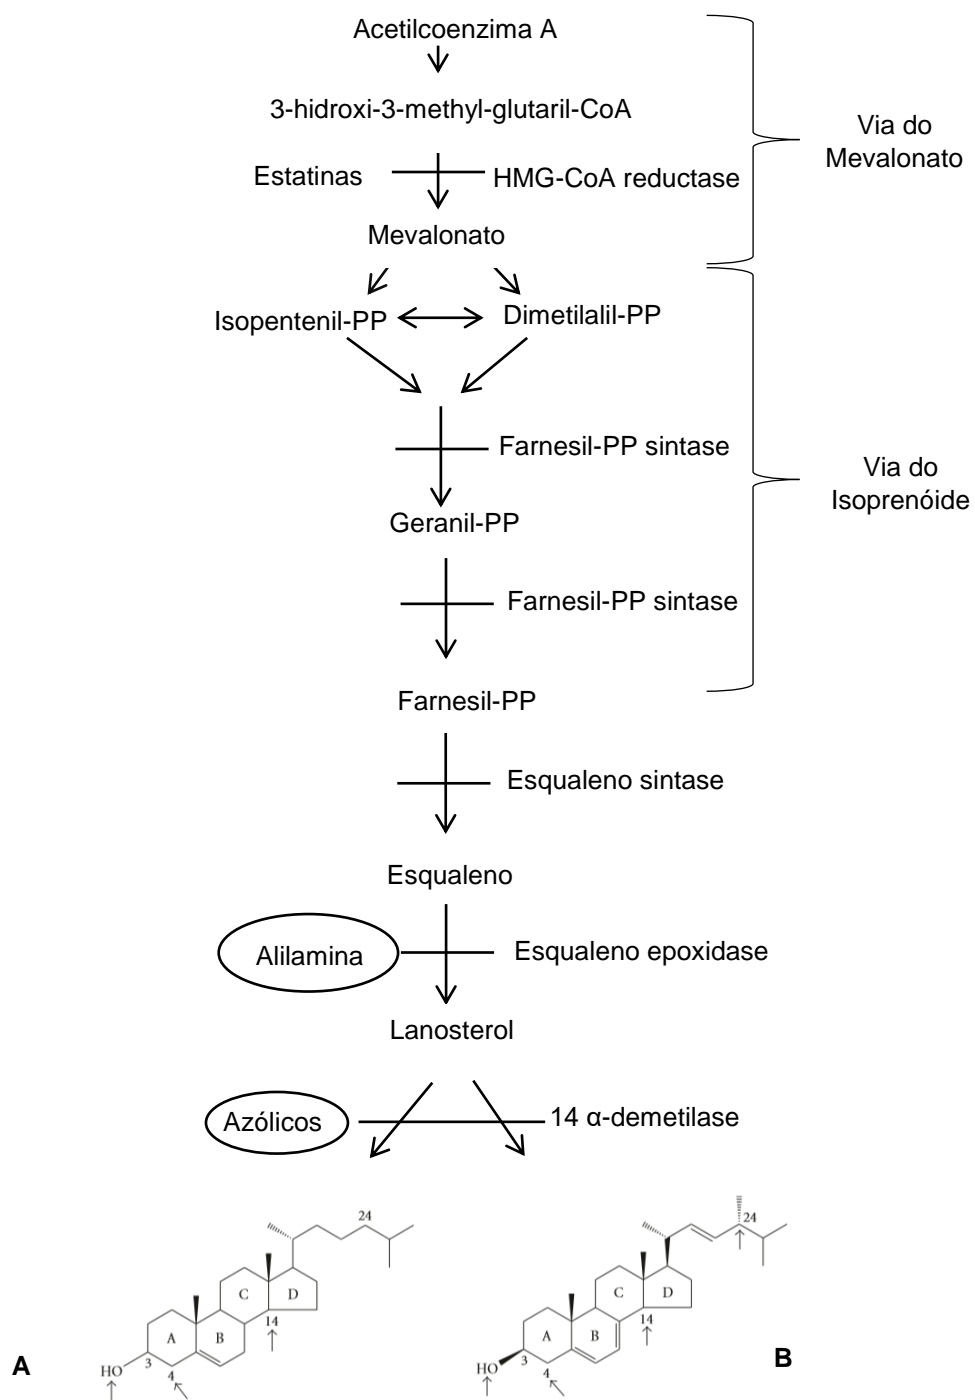 Acetilcoenzima A
3-hidroxi-3-methyl-glutaril-CoA
Via do
Mevalonato
Estatinas
HMG-CoA reductase
Mevalonato
Isopentenil-PP
Dimetilalil-PP
Farnesil-PP sintase
Via do
Isoprenóide
Geranil-PP
Farnesil-PP sintase
Farnesil-PP
Esqualeno sintase
Esqualeno
Alilamina
Esqualeno epoxidase
Lanosterol
Azólicos
14 α-demetilase
24
C
D
14
A
B
3
4
HO
A
24
C
D
14
A
B
3
4
HO
B